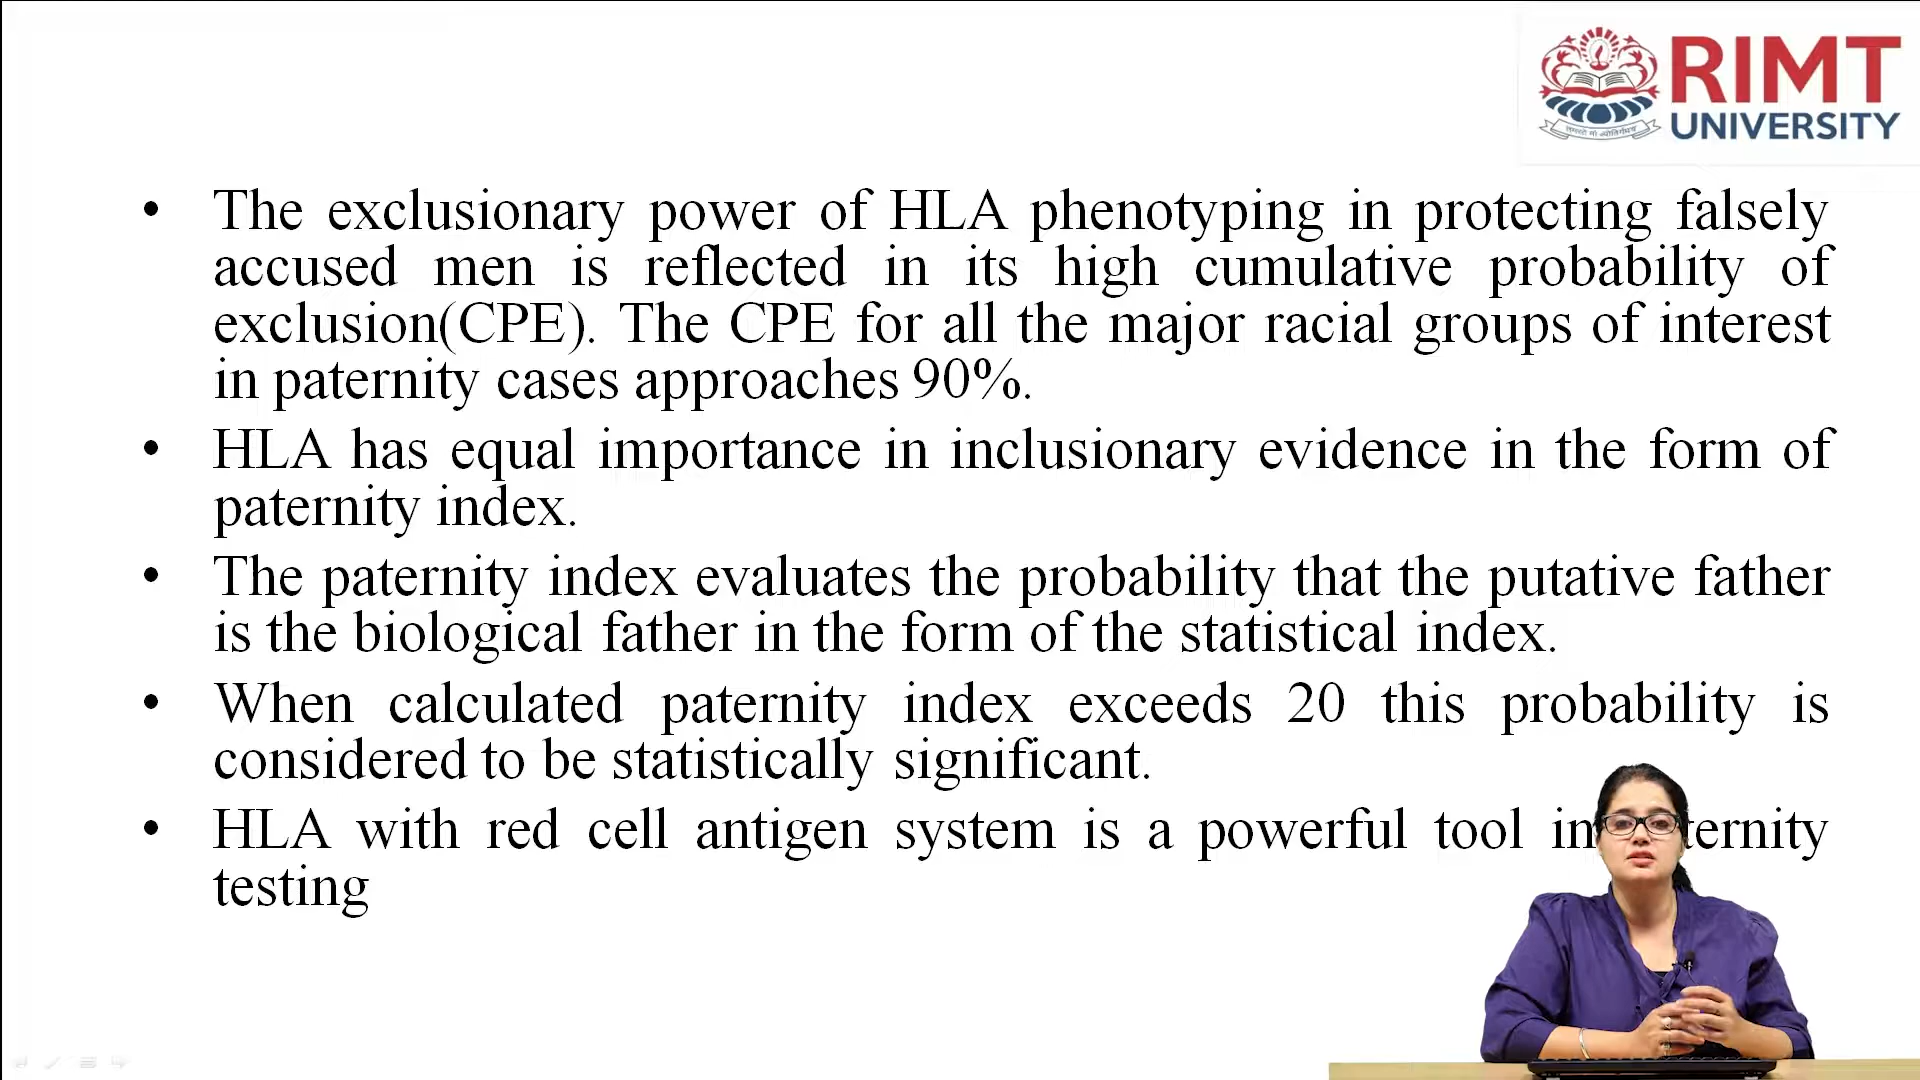 RIMT
UNIVERSITY
• The exclusionary power of HLA phenotyping in protecting falsely
accused men is reflected in its high cumulative probability of
exclusion(CPE). The CPE for all the major racial groups of interest
in paternity cases approaches 90%.
• HLA has equal importance in inclusionary evidence in the form of
paternity index.
• The paternity index evaluates the probability that the putative father
is the biological father in the form of the statistical index.
• When calculated paternity index exceeds 20 this probability is
considered to be statistically significant.
• HLA with red cell antigen system is a powerful tool in ternity
testing